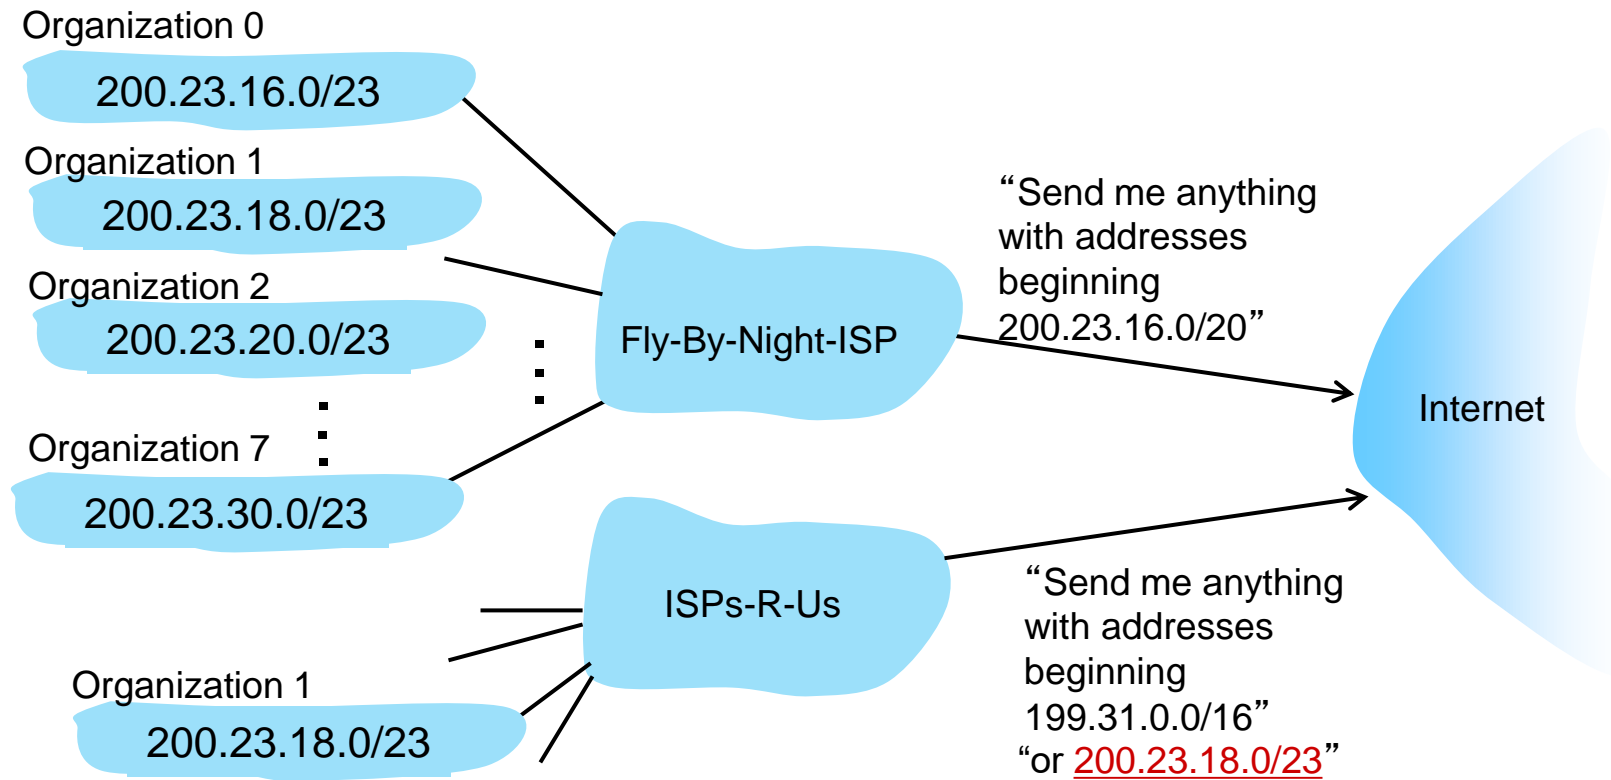 Organization 0
200.23.16.0/23
Organization 1
200.23.18.0/23
Organization 2
200.23.20.0/23
Organization 7
200.23.30.0/23
Fly-By-Night-ISP
“Send me anything
with addresses
beginning
200.23.16.0/20”
Internet
ISPs-R-Us
Organization 1
200.23.18.0/23
“Send me anything
with addresses
beginning
199.31.0.0/16”
“or 200.23.18.0/23”